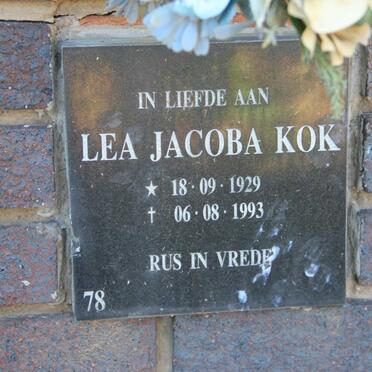 IN LIEFDE AAN
LEA JACOBA KOK
★ 18·09·1929
† 06·08·1993
RUS IN VREDE
78